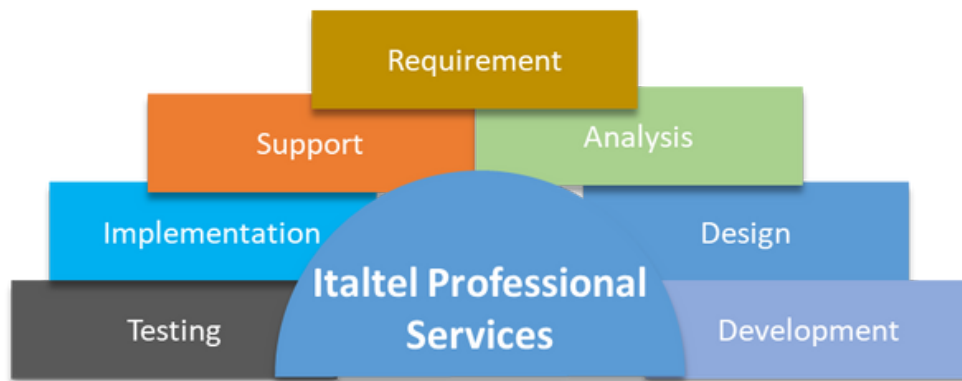 Requirement
Support
Analysis
Implementation
Design
Italtel Professional
Services
Testing
Development